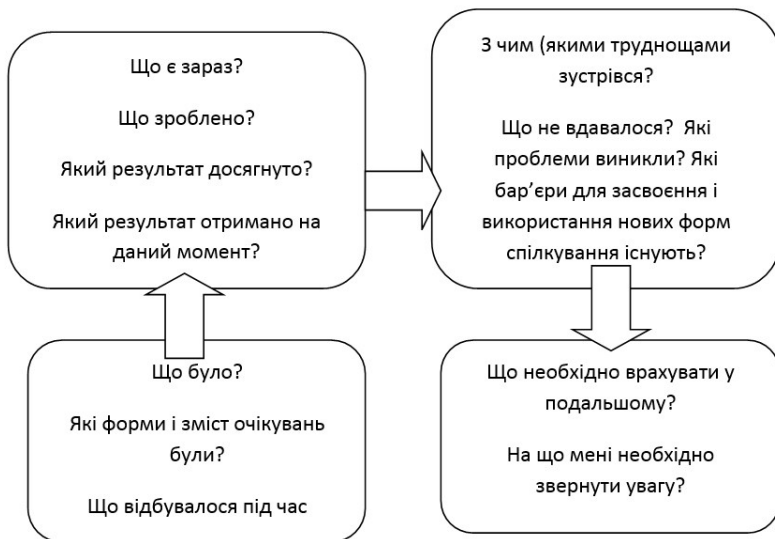 Що є зараз?
Що зроблено?
Який результат досягнуто?
Який результат отримано на
даний момент?
З чим (якими труднощами
зустрівся?
Що не вдавалося? Які
проблеми виникли? Які
бар’єри для засвоєння і
використання нових форм
спілкування існують?
Що було?
Які форми і зміст очікувань
були?
Що відбувалося під час
Що необхідно врахувати у
подальшому?
На що мені необхідно
звернути увагу?